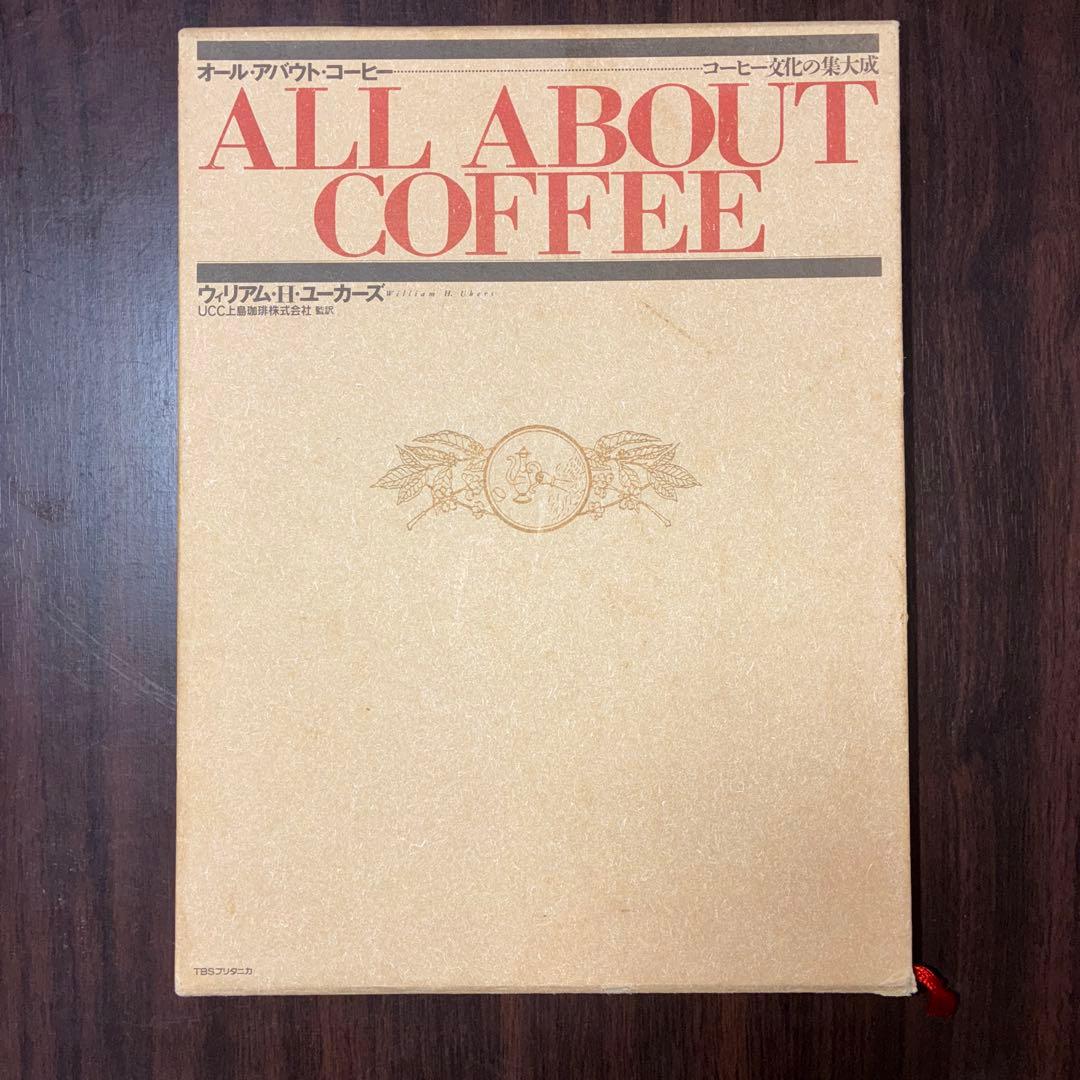 オール・アバウト・コーヒー……コーヒー文化の集大成
ALL ABOUT
COFFEE
ウィリアム・H・ユーカーズ William H. Ukers
UCC上島珈琲株式会社 監訳
TBSブリタニカ